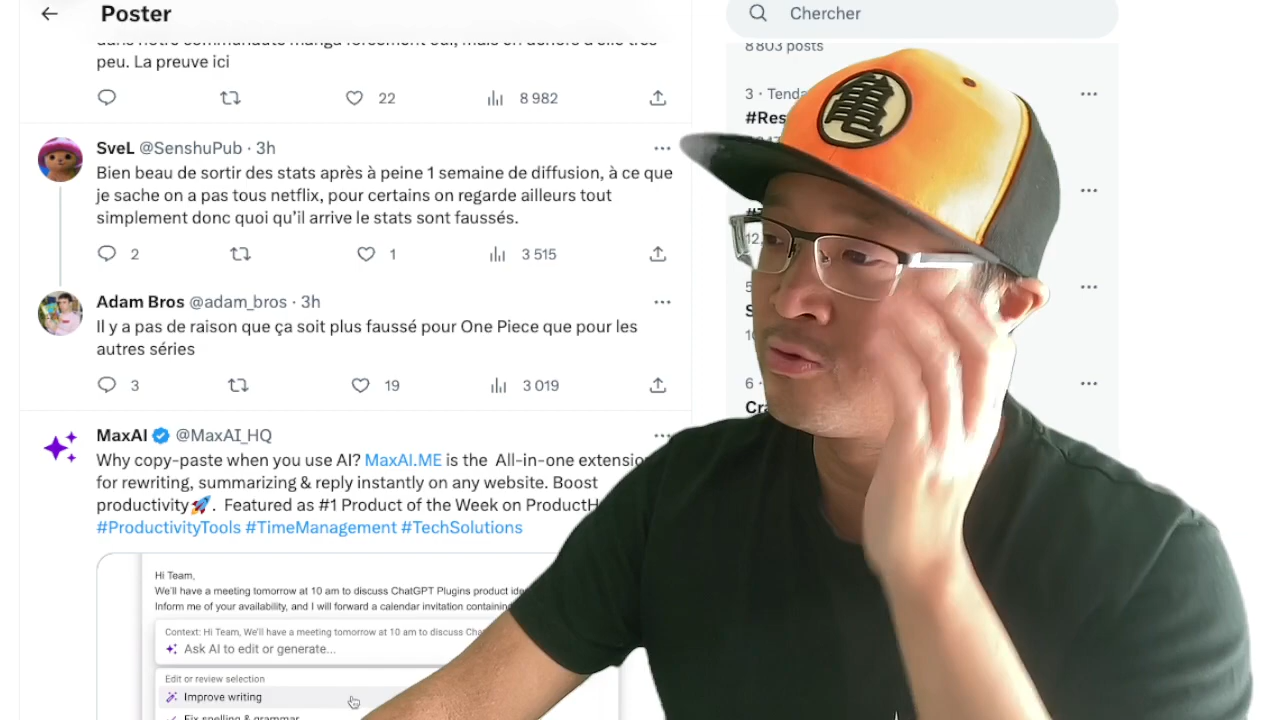 Poster
Chercher
8 803 posts
peu. La preuve ici
22
8 982
3 · Tenda
#Res
亀
SveL @SenshuPub · 3h
Bien beau de sortir des stats après à peine 1 semaine de diffusion, à ce que
je sache on a pas tous netflix, pour certains on regarde ailleurs tout
simplement donc quoi qu'il arrive le stats sont faussés.
2
1
3 515
Adam Bros @adam_bros · 3h
Il y a pas de raison que ça soit plus faussé pour One Piece que pour les
autres séries
3
19
3 019
6 ·
Cra
MaxAI @MaxAI_HQ
Why copy-paste when you use AI? MaxAI.ME is the All-in-one extensio
for rewriting, summarizing & reply instantly on any website. Boost
productivity🚀. Featured as #1 Product of the Week on ProductH
#ProductivityTools #TimeManagement #TechSolutions
Hi Team,
We'll have a meeting tomorrow at 10 am to discuss ChatGPT Plugins product ide
Inform me of your availability, and I will forward a calendar invitation containin
Context: Hi Team, We'll have a meeting tomorrow at 10 am to discuss Cha
Ask AI to edit or generate...
Edit or review selection
Improve writing
Fix spelling & grammar